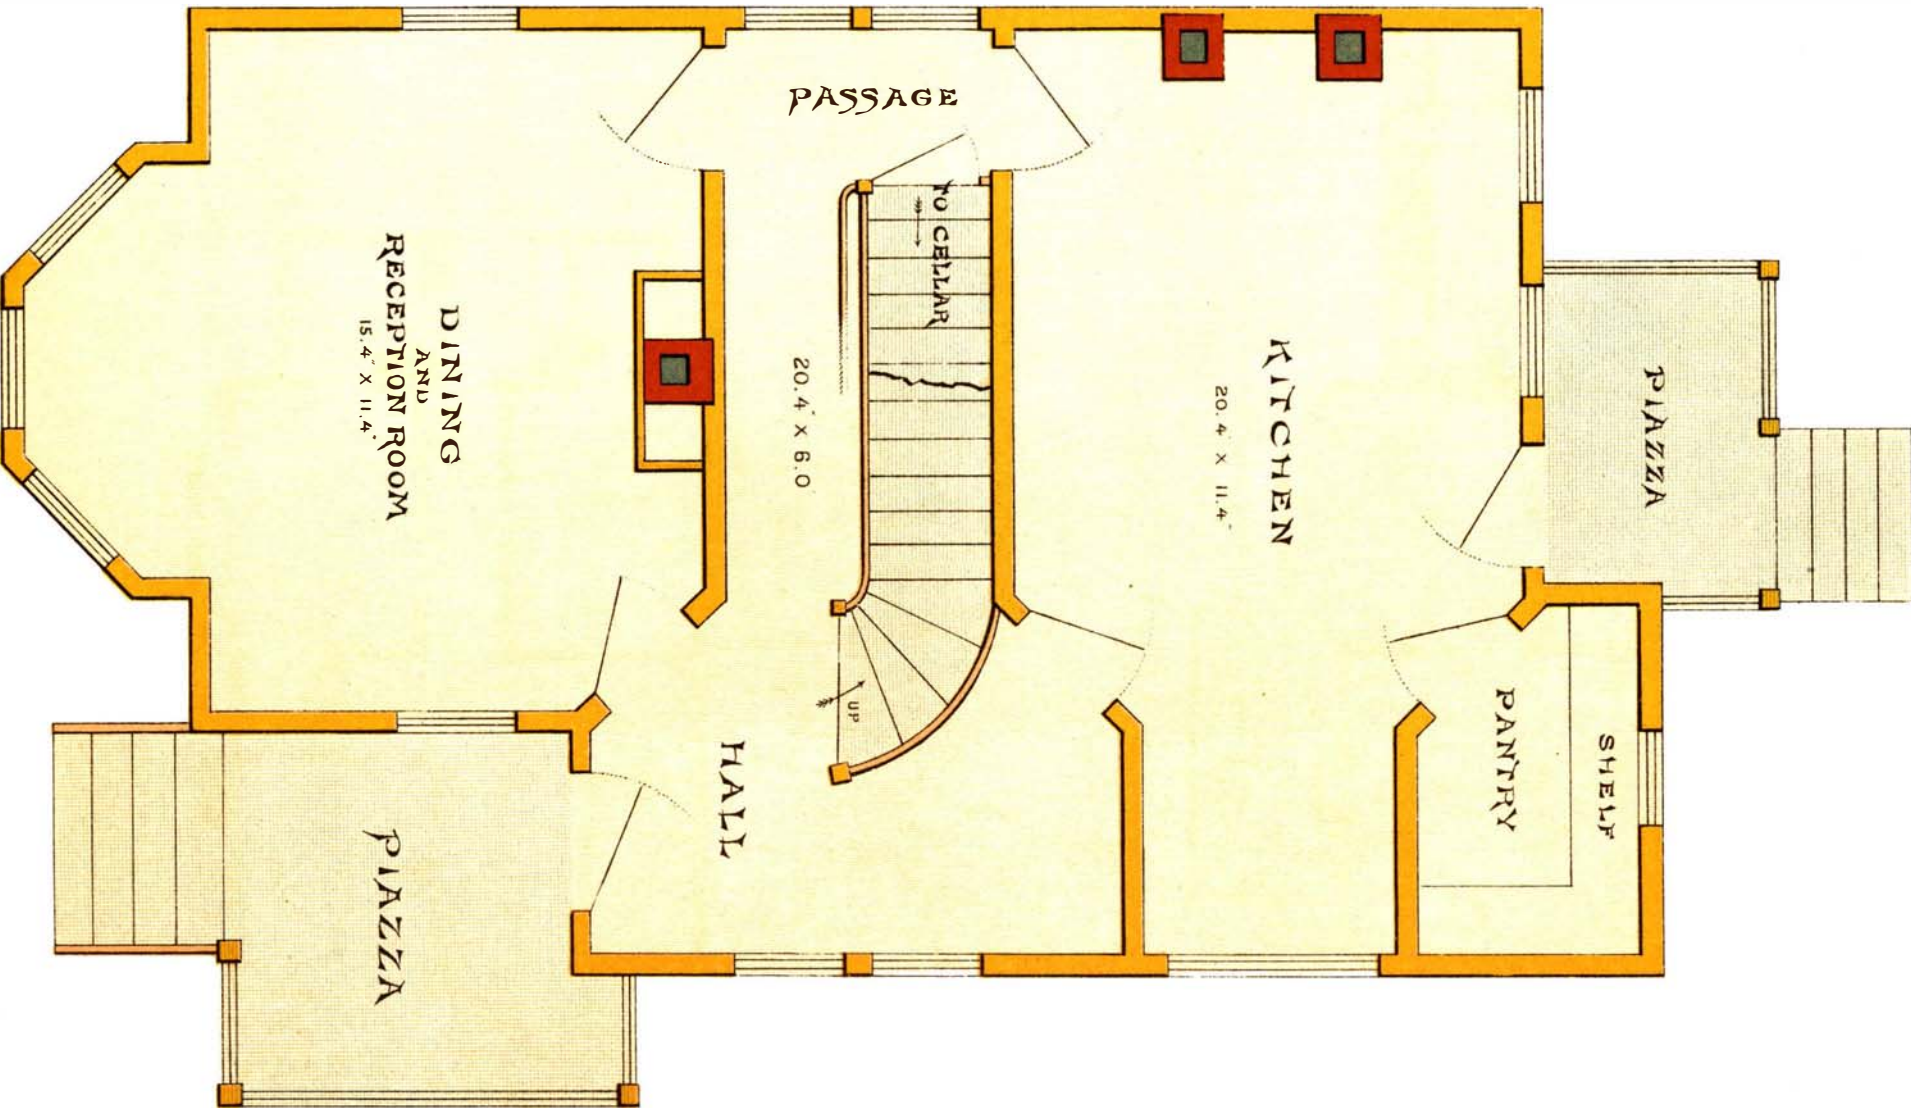 PASSAGE
TO CELLAR
DINING
AND
RECEPTION ROOM
15.4" X 11.4"
20.4" X 6.0
KITCHEN
20.4 X 11.4"
PIAZZA
UP
HALL
PANTRY
SHELF
PIAZZA